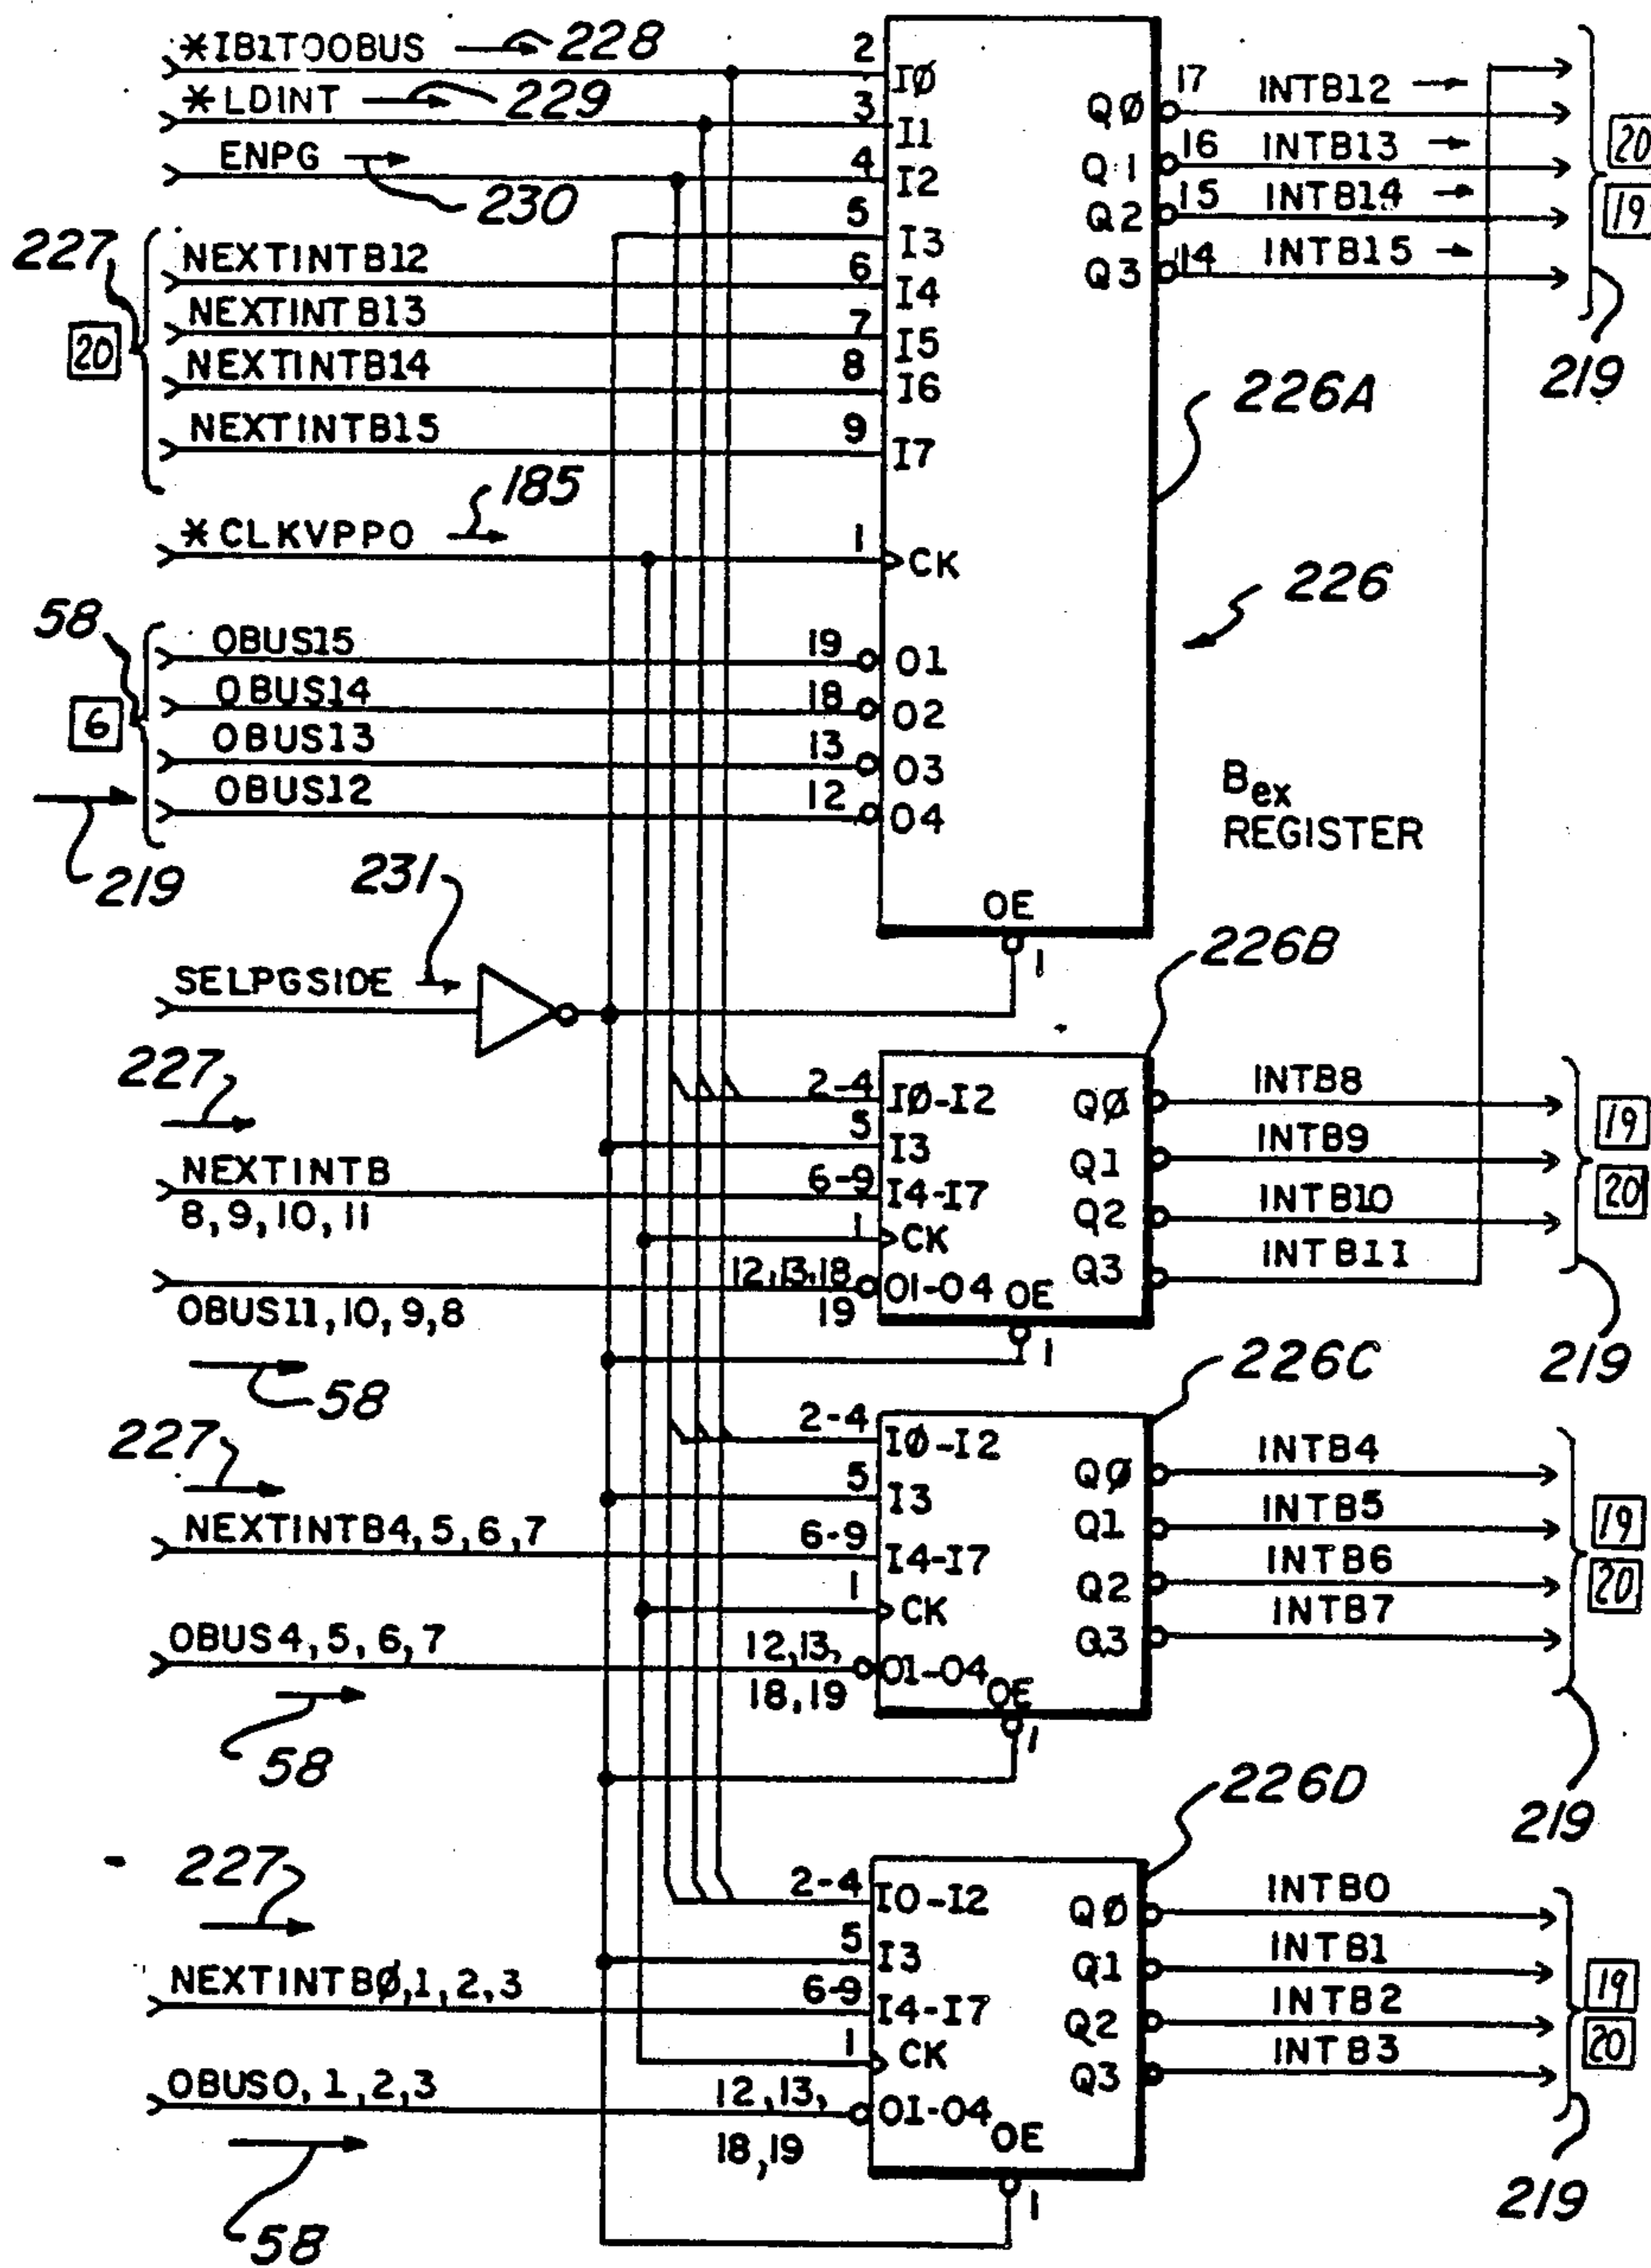 *IB1TOOBUS 228
2 I0
*LDINT 229
3 I1
ENPG 230
4 I2
5 I3
227 NEXTINTB12 6 I4
NEXTINTB13 7 I5
20
NEXTINTB14 8 I6
NEXTINTB15 9 I7
Q0 17 INTB12
Q1 16 INTB13
Q2 15 INTB14
Q3 14 INTB15
20
19
219
226A
185
*CLKVPPO 1 CK
226
58
OBUS15 19 O1
6
OBUS14 18 O2
OBUS13 13 O3
OBUS12 12 O4
219
Bex
REGISTER
231
OE
1
SELPGSIDE
226B
227
2-4 I0-I2
5 I3
NEXTINTB 6-9 I4-I7
8,9,10,11
1 CK
12,13,18 O1-O4 OE
19
1
OBUS11,10,9,8
58
Q0 INTB8
Q1 INTB9
Q2 INTB10
Q3 INTB11
19
20
219
226C
227
2-4 I0-I2
5 I3
NEXTINTB4,5,6,7 6-9 I4-I7
1 CK
OBUS4,5,6,7 12,13, O1-O4
18,19 OE
1
58
Q0 INTB4
Q1 INTB5
Q2 INTB6
Q3 INTB7
19
20
219
226D
227
2-4 I0-I2
5 I3
NEXTINTBØ,1,2,3 6-9 I4-I7
1 CK
OBUS0,1,2,3 12,13, O1-O4
18,19 OE
1
58
Q0 INTB0
Q1 INTB1
Q2 INTB2
Q3 INTB3
19
20
219